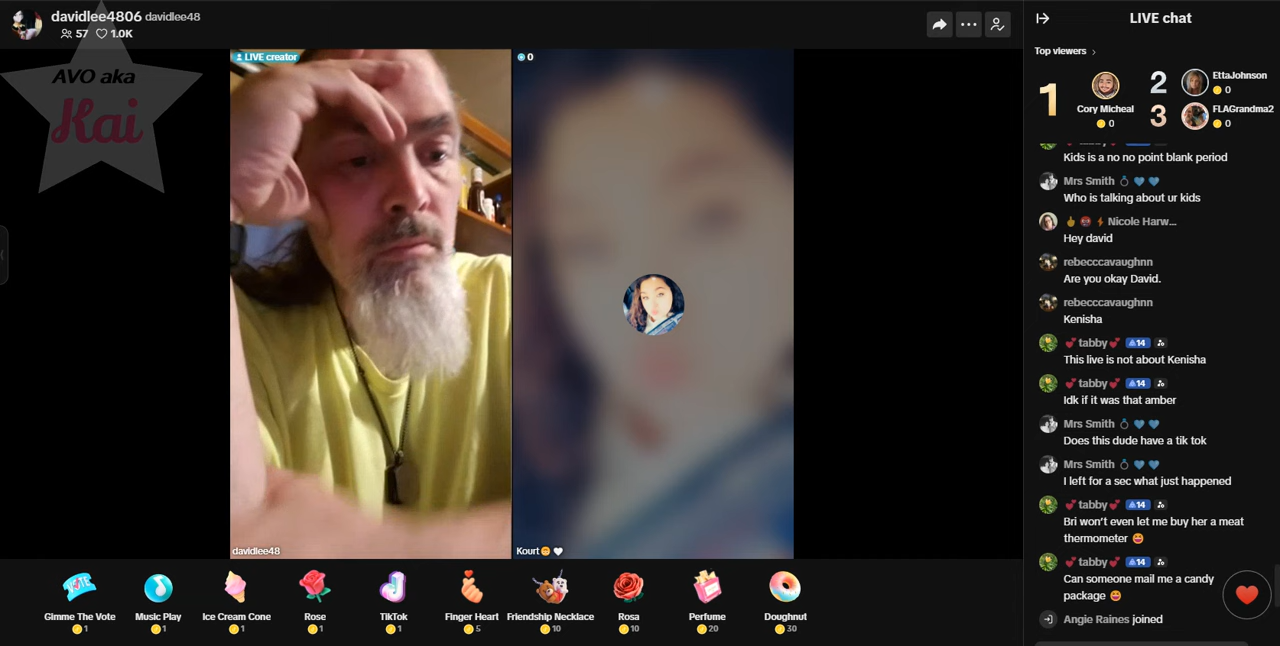 davidlee4806 davidlee48
57 1.0K
AVO aka
Kai
LIVE creator
0
davidlee48
Kourt
Gimme The Vote
1
Music Play
1
Ice Cream Cone
1
Rose
1
TikTok
1
Finger Heart
5
Friendship Necklace
10
Rosa
10
Perfume
20
Doughnut
30
LIVE chat
Top viewers
1
Cory Micheal
0
2
EttaJohnson
0
3
FLAGrandma2
0
Kids is a no no point blank period
Mrs Smith
Who is talking about ur kids
Nicole Harw...
Hey david
rebecccavaughnn
Are you okay David.
rebecccavaughnn
Kenisha
tabby 14
This live is not about Kenisha
tabby 14
Idk if it was that amber
Mrs Smith
Does this dude have a tik tok
Mrs Smith
I left for a sec what just happened
tabby 14
Bri won't even let me buy her a meat
thermometer
tabby 14
Can someone mail me a candy
package
Angie Raines joined